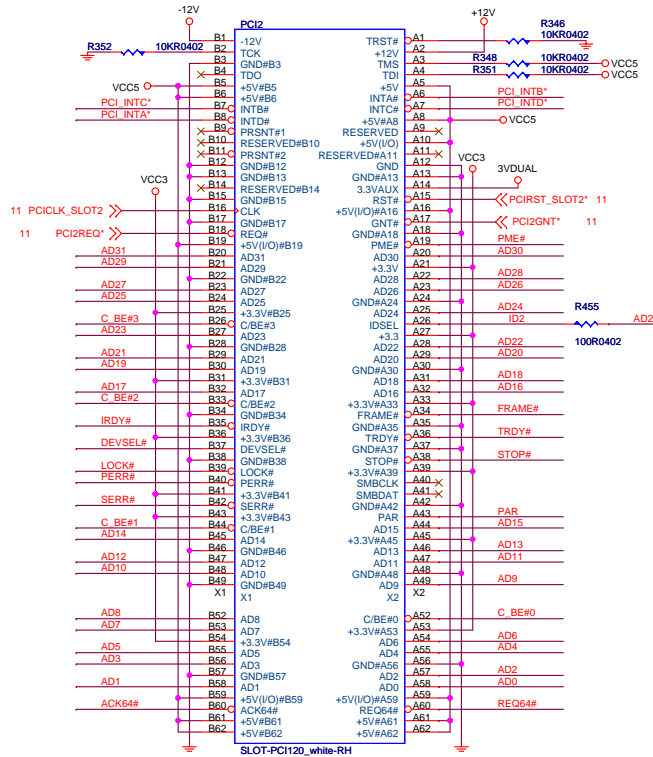 -12V PCI2 +12V
R352 10KR0402 B1 -12V TRST# A1 R346 10KR0402
B2 TCK +12V A2
B3 GND#B3 TMS A3 R348 10KR0402 VCC5
B4 TDO TDI A4 R351 10KR0402 VCC5
VCC5 B5 +5V#B5 +5V A5
B6 +5V#B6 INTA# A6 PCI_INTB*
PCI_INTC* B7 INTB# INTC# A7 PCI_INTD*
PCI_INTA* B8 INTD# +5V#A8 A8 VCC5
B9 PRSNT#1 RESERVED A9
B10 RESERVED#B10 +5V(I/O) A10
B11 PRSNT#2 RESERVED#A11 A11
B12 GND#B12 GND A12 VCC3
B13 GND#B13 GND#A13 A13 3VDUAL
VCC3 B14 RESERVED#B14 3.3VAUX A14
B15 GND#B15 RST# A15 PCIRST_SLOT2* 11
11 PCICLK_SLOT2 B16 CLK +5V(I/O)#A16 A16
B17 GND#B17 GNT# A17 PCI2GNT* 11
11 PCI2REQ* B18 REQ# GND#A18 A18
B19 +5V(I/O)#B19 PME# A19 PME#
AD31 B20 AD31 AD30 A20 AD30
AD29 B21 AD29 +3.3V A21
B22 GND#B22 AD28 A22 AD28
AD27 B23 AD27 AD26 A23 AD26
AD25 B24 AD25 GND#A24 A24
B25 +3.3V#B25 AD24 A25 AD24
C_BE#3 B26 C/BE#3 IDSEL A26 ID2 R455 100R0402 AD2
AD23 B27 AD23 +3.3 A27
B28 GND#B28 AD22 A28 AD22
AD21 B29 AD21 AD20 A29 AD20
AD19 B30 AD19 GND#A30 A30
B31 +3.3V#B31 AD18 A31 AD18
AD17 B32 AD17 AD16 A32 AD16
C_BE#2 B33 C/BE#2 +3.3V#A33 A33
B34 GND#B34 FRAME# A34 FRAME#
IRDY# B35 IRDY# GND#A35 A35
B36 +3.3V#B36 TRDY# A36 TRDY#
DEVSEL# B37 DEVSEL# GND#A37 A37
B38 GND#B38 STOP# A38 STOP#
LOCK# B39 LOCK# +3.3V#A39 A39
PERR# B40 PERR# SMBCLK A40
B41 +3.3V#B41 SMBDAT A41
SERR# B42 SERR# GND#A42 A42
B43 +3.3V#B43 PAR A43 PAR
C_BE#1 B44 C/BE#1 AD15 A44 AD15
AD14 B45 AD14 +3.3V#A45 A45
B46 GND#B46 AD13 A46 AD13
AD12 B47 AD12 AD11 A47 AD11
AD10 B48 AD10 GND#A48 A48
B49 GND#B49 AD9 A49 AD9
X1 X1 X2 X2
AD8 B52 AD8 C/BE#0 A52 C_BE#0
AD7 B53 AD7 +3.3V#A53 A53
B54 +3.3V#B54 AD6 A54 AD6
AD5 B55 AD5 AD4 A55 AD4
AD3 B56 AD3 GND#A56 A56
B57 GND#B57 AD2 A57 AD2
AD1 B58 AD1 AD0 A58 AD0
B59 +5V(I/O)#B59 +5V(I/O)#A59 A59
ACK64# B60 ACK64# REQ64# A60 REQ64#
B61 +5V#B61 +5V#A61 A61
B62 +5V#B62 +5V#A62 A62
SLOT-PCI120_white-RH